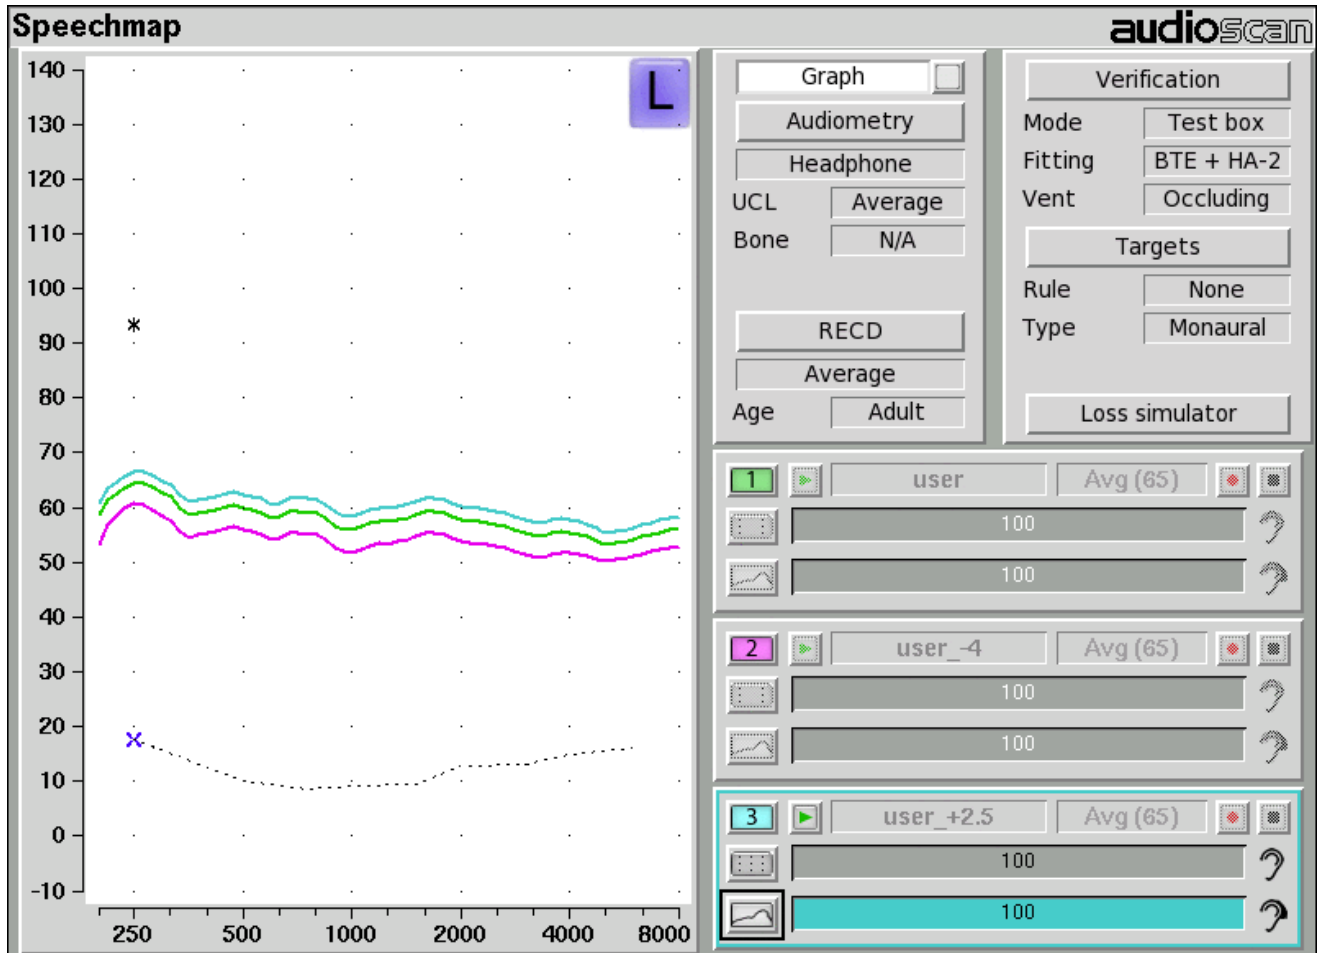 Speechmap
audioscan
L
140
130
120
110
100
90
80
70
60
50
40
30
20
10
0
-10
250 500 1000 2000 4000 8000
Graph
Audiometry
Headphone
UCL Average
Bone N/A
RECD
Average
Age Adult
Verification
Mode Test box
Fitting BTE + HA-2
Vent Occluding
Targets
Rule None
Type Monaural
Loss simulator
1 user Avg (65)
100
100
2 user_-4 Avg (65)
100
100
3 user_+2.5 Avg (65)
100
100